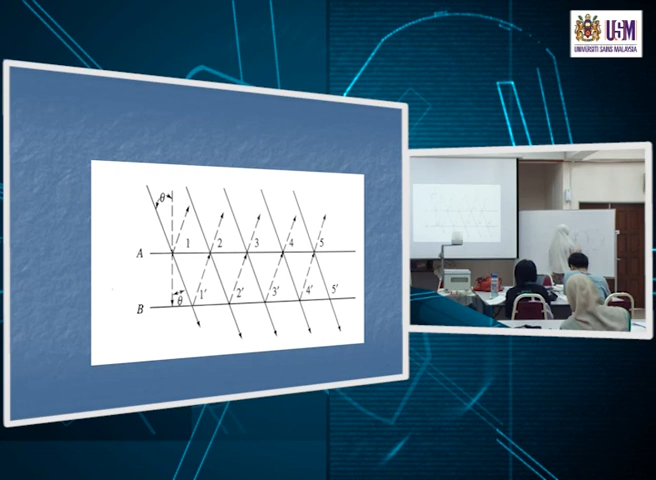 USM
UNIVERSITI SAINS MALAYSIA
θ
1 2 3 4 5
A
θ 1' 2' 3' 4' 5'
B